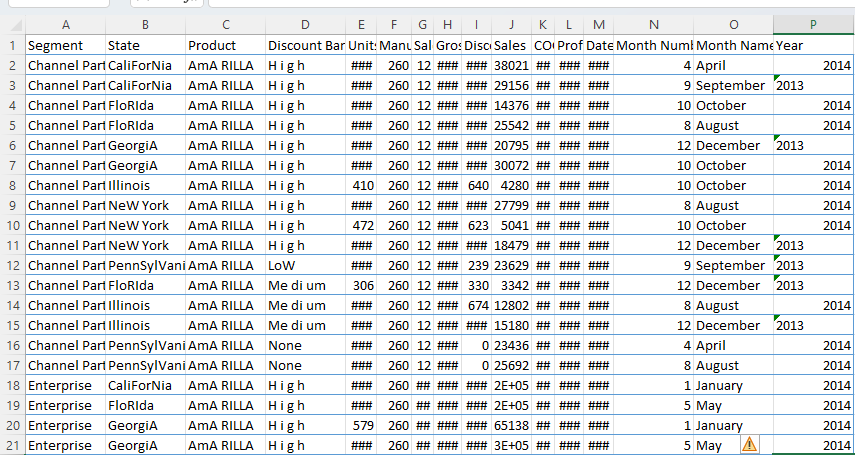 A B C D E F G H I J K L M N O P
1 Segment State Product Discount Bar Units Manu Sal Gros Disc Sales COO Prof Date Month Numb Month Name Year
2 Channel Part CaliForNia AmA RILLA H i g h ### 260 12 ### ### 38021 ## ### ### 4 April 2014
3 Channel Part CaliForNia AmA RILLA H i g h ### 260 12 ### ### 29156 ## ### ### 9 September 2013
4 Channel Part FloRIda AmA RILLA H i g h ### 260 12 ### ### 14376 ## ### ### 10 October 2014
5 Channel Part FloRIda AmA RILLA H i g h ### 260 12 ### ### 25542 ## ### ### 8 August 2014
6 Channel Part GeorgiA AmA RILLA H i g h ### 260 12 ### ### 20795 ## ### ### 12 December 2013
7 Channel Part GeorgiA AmA RILLA H i g h ### 260 12 ### ### 30072 ## ### ### 10 October 2014
8 Channel Part Illinois AmA RILLA H i g h 410 260 12 ### 640 4280 ## ### ### 10 October 2014
9 Channel Part NeW York AmA RILLA H i g h ### 260 12 ### ### 27799 ## ### ### 8 August 2014
10 Channel Part NeW York AmA RILLA H i g h 472 260 12 ### 623 5041 ## ### ### 10 October 2014
11 Channel Part NeW York AmA RILLA H i g h ### 260 12 ### ### 18479 ## ### ### 12 December 2013
12 Channel Part PennSylVani AmA RILLA LoW ### 260 12 ### 239 23629 ## ### ### 9 September 2013
13 Channel Part FloRIda AmA RILLA Me di um 306 260 12 ### 330 3342 ## ### ### 12 December 2013
14 Channel Part Illinois AmA RILLA Me di um ### 260 12 ### 674 12802 ## ### ### 8 August 2014
15 Channel Part Illinois AmA RILLA Me di um ### 260 12 ### ### 15180 ## ### ### 12 December 2013
16 Channel Part PennSylVani AmA RILLA None ### 260 12 ### 0 23436 ## ### ### 4 April 2014
17 Channel Part PennSylVani AmA RILLA None ### 260 12 ### 0 25692 ## ### ### 8 August 2014
18 Enterprise CaliForNia AmA RILLA H i g h ### 260 ## ### ### 2E+05 ## ### ### 1 January 2014
19 Enterprise FloRIda AmA RILLA H i g h ### 260 ## ### ### 2E+05 ## ### ### 5 May 2014
20 Enterprise GeorgiA AmA RILLA H i g h 579 260 ## ### ### 65138 ## ### ### 1 January 2014
21 Enterprise GeorgiA AmA RILLA H i g h ### 260 ## ### ### 3E+05 ## ### ### 5 May 2014